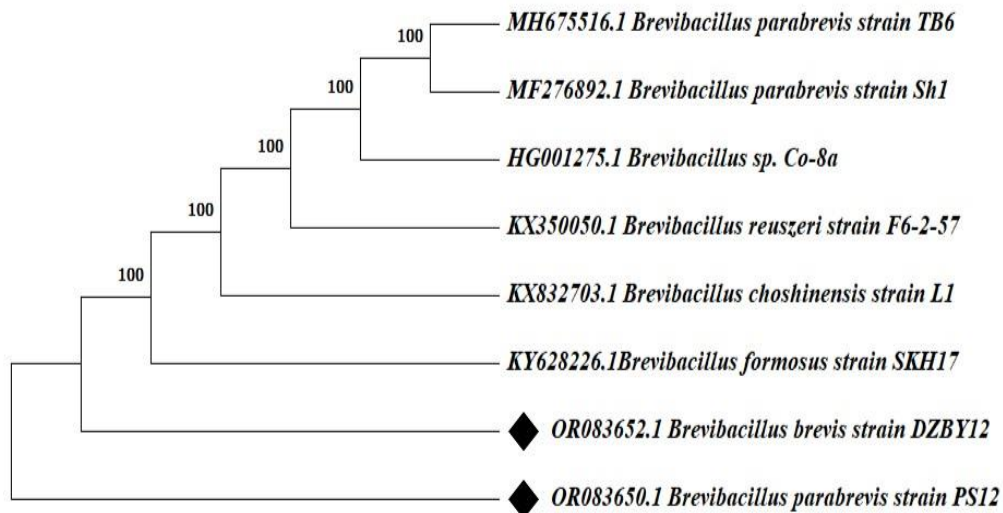 MH675516.1 Brevibacillus parabrevis strain TB6
100
MF276892.1 Brevibacillus parabrevis strain Sh1
100
HG001275.1 Brevibacillus sp. Co-8a
100
KX350050.1 Brevibacillus reuszeri strain F6-2-57
100
KX832703.1 Brevibacillus choshinensis strain L1
100
KY628226.1Brevibacillus formosus strain SKH17
OR083652.1 Brevibacillus brevis strain DZBY12
OR083650.1 Brevibacillus parabrevis strain PS12